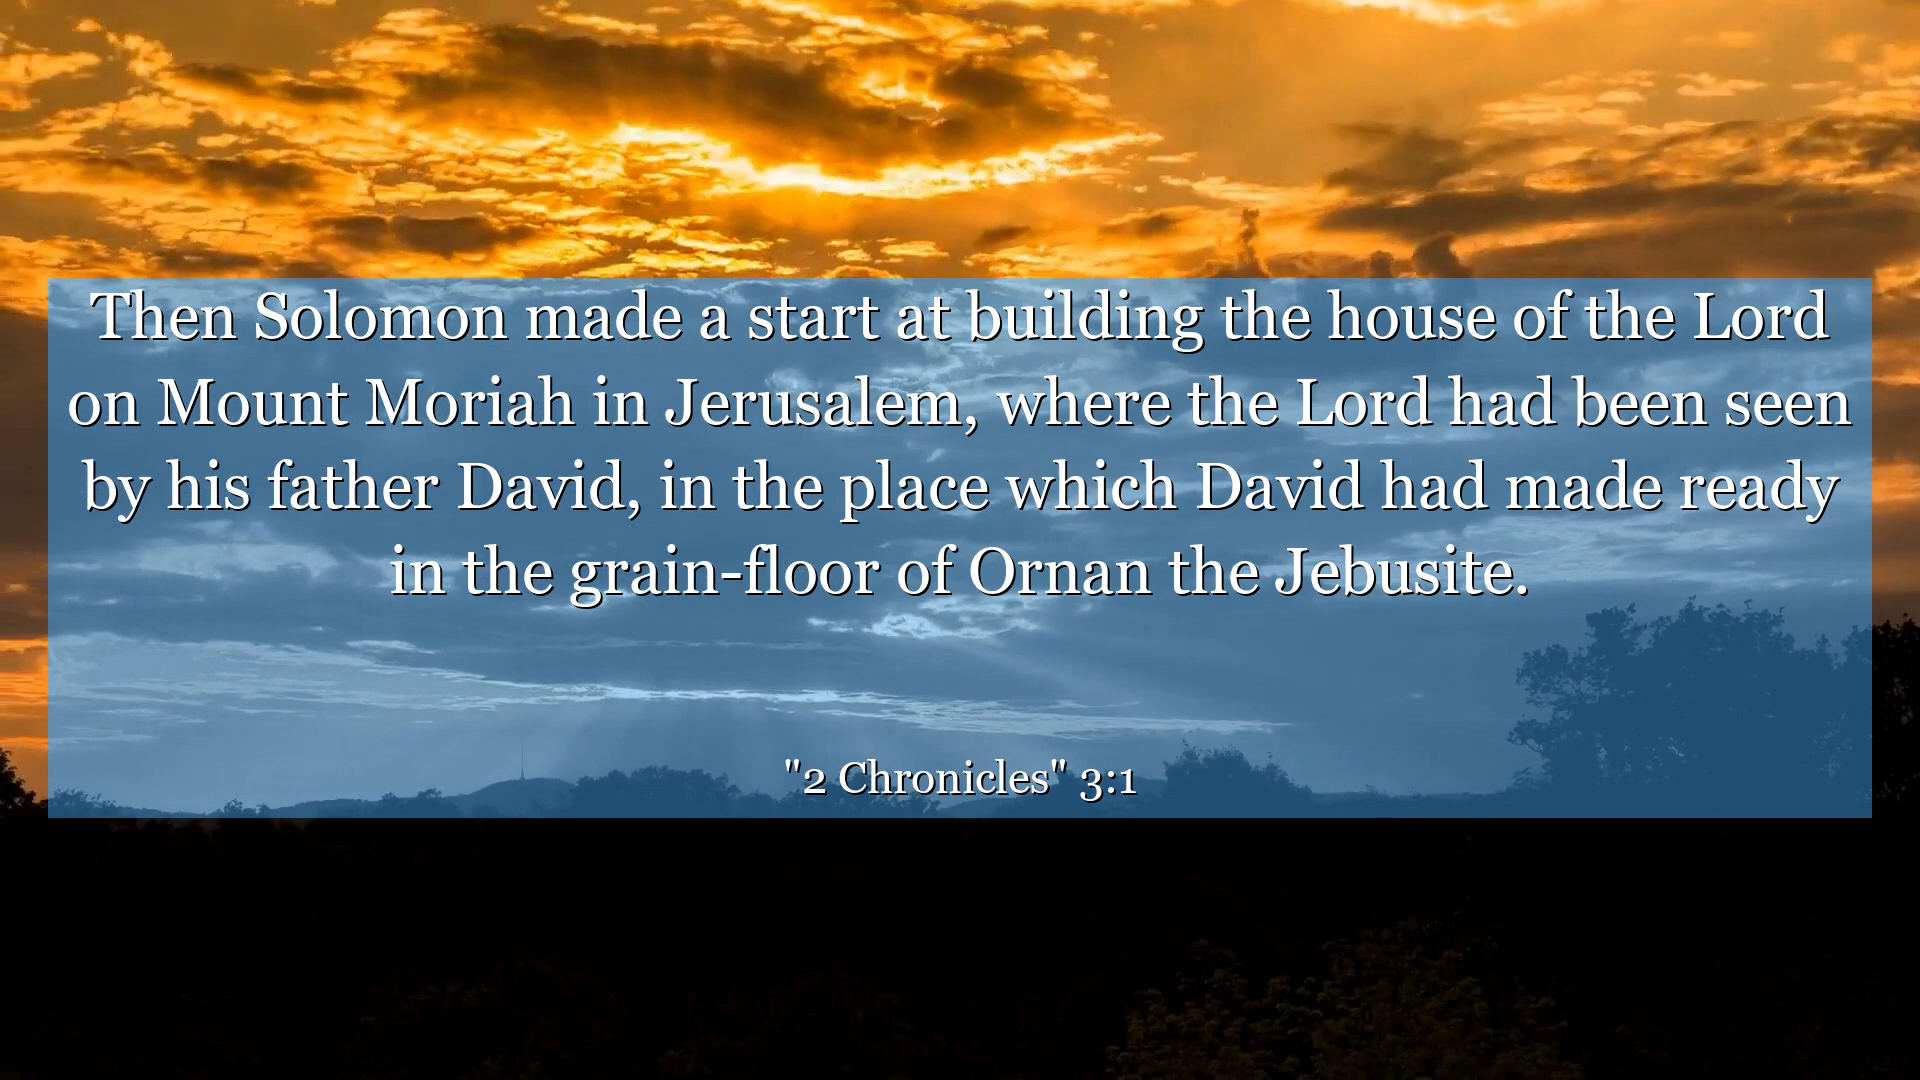 Then Solomon made a start at building the house of the Lord
on Mount Moriah in Jerusalem, where the Lord had been seen
by his father David, in the place which David had made ready
in the grain-floor of Ornan the Jebusite.
"2 Chronicles" 3:1